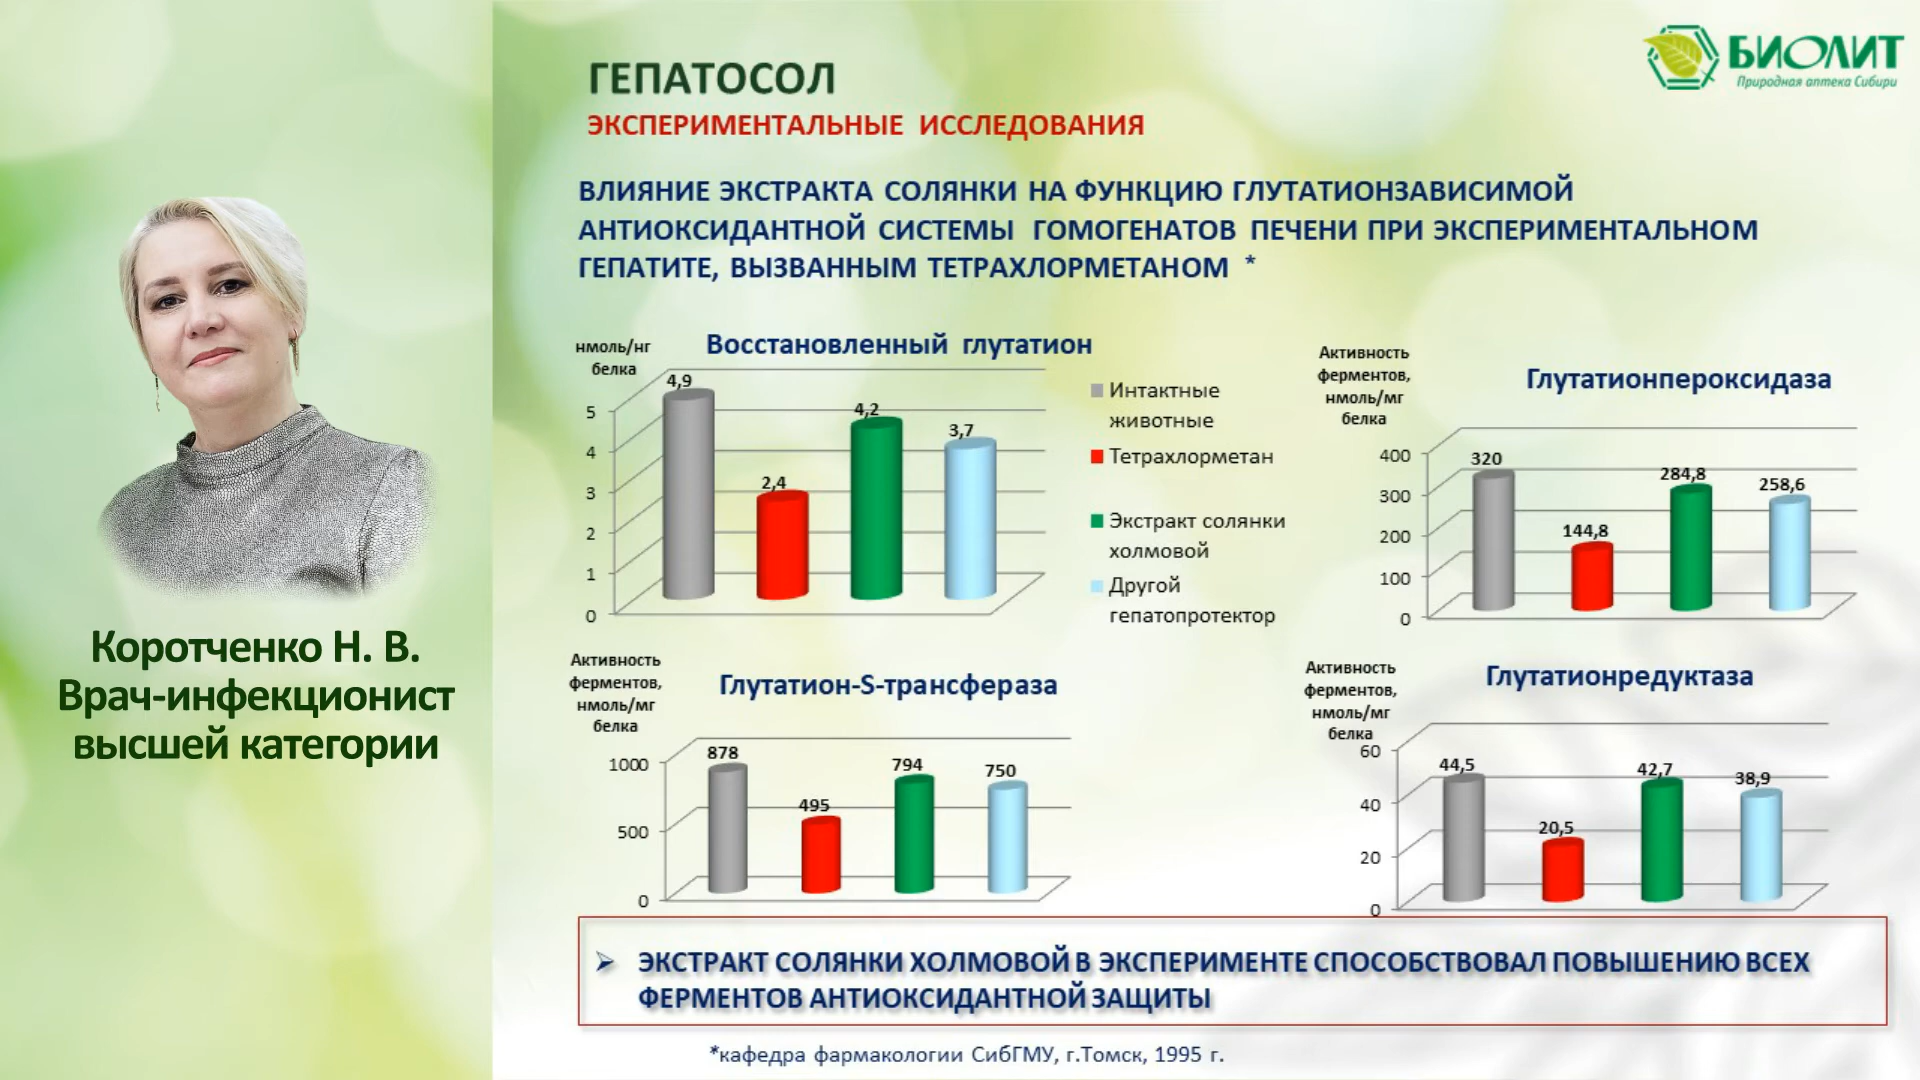 БИОЛИТ
Природная аптека Сибири
ГЕПАТОСОЛ
ЭКСПЕРИМЕНТАЛЬНЫЕ ИССЛЕДОВАНИЯ
ВЛИЯНИЕ ЭКСТРАКТА СОЛЯНКИ НА ФУНКЦИЮ ГЛУТАТИОНЗАВИСИМОЙ
АНТИОКСИДАНТНОЙ СИСТЕМЫ ГОМОГЕНАТОВ ПЕЧЕНИ ПРИ ЭКСПЕРИМЕНТАЛЬНОМ
ГЕПАТИТЕ, ВЫЗВАННЫМ ТЕТРАХЛОРМЕТАНОМ *
Коротченко Н. В.
Врач-инфекционист
высшей категории
нмоль/нг
белка
Восстановленный глутатион
4,9
2,4
4,2
3,7
5
4
3
2
1
0
Интактные
животные
Тетрахлорметан
Экстракт солянки
холмовой
Другой
гепатопротектор
Активность
ферментов,
нмоль/мг
белка
Глутатионпероксидаза
320
144,8
284,8
258,6
400
300
200
100
0
Активность
ферментов,
нмоль/мг
белка
Глутатион-S-трансфераза
878
495
794
750
1000
500
0
Активность
ферментов,
нмоль/мг
белка
Глутатионредуктаза
44,5
20,5
42,7
38,9
60
40
20
0
ЭКСТРАКТ СОЛЯНКИ ХОЛМОВОЙ В ЭКСПЕРИМЕНТЕ СПОСОБСТВОВАЛ ПОВЫШЕНИЮ ВСЕХ
ФЕРМЕНТОВ АНТИОКСИДАНТНОЙ ЗАЩИТЫ
*кафедра фармакологии СибГМУ, г.Томск, 1995 г.